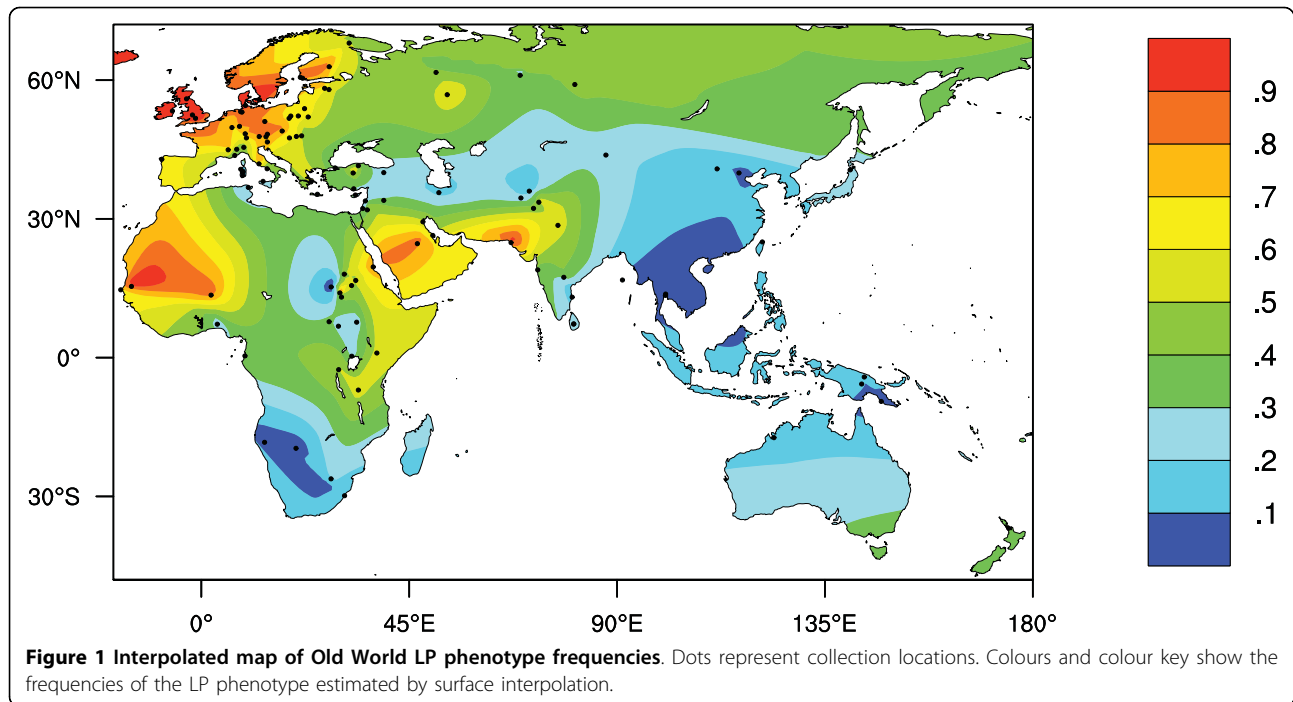 60°N
30°N
0°
30°S
0°
45°E
90°E
135°E
180°
.9
.8
.7
.6
.5
.4
.3
.2
.1
Figure 1 Interpolated map of Old World LP phenotype frequencies. Dots represent collection locations. Colours and colour key show the
frequencies of the LP phenotype estimated by surface interpolation.